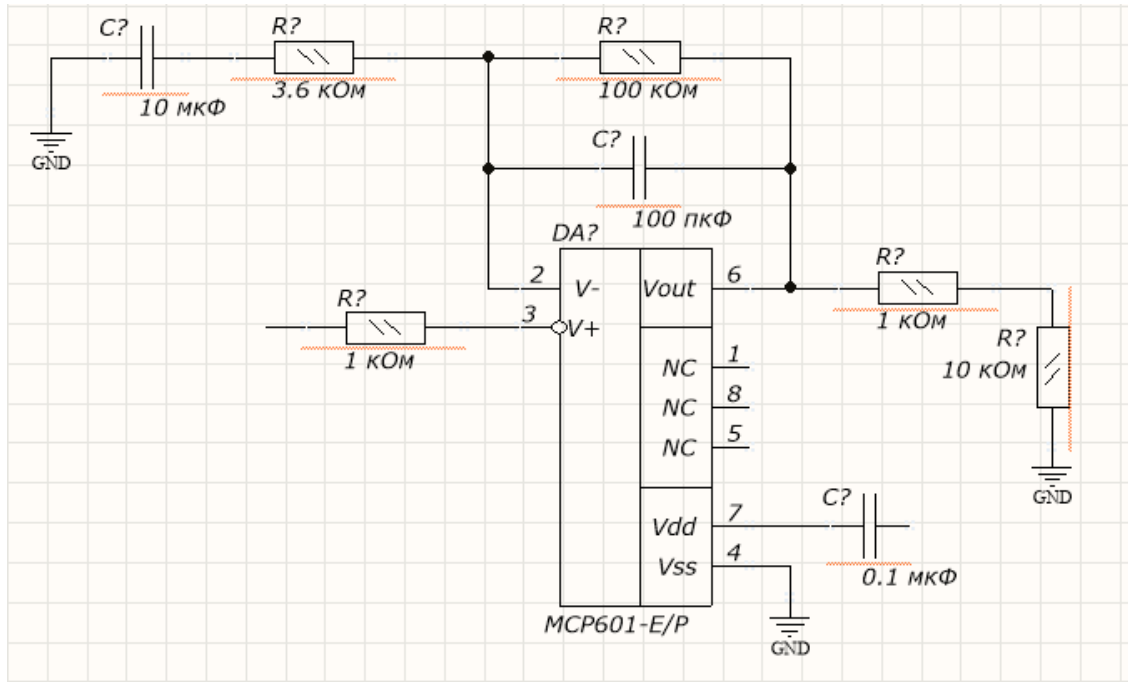 C?
10 мкФ
R?
3.6 кОм
R?
100 кОм
GND
C?
100 пкФ
DA?
2
V-
Vout
6
R?
1 кОм
R?
1 кОм
3
V+
R?
10 кОм
NC
1
NC
8
NC
5
GND
C?
0.1 мкФ
Vdd
7
Vss
4
MCP601-E/P
GND